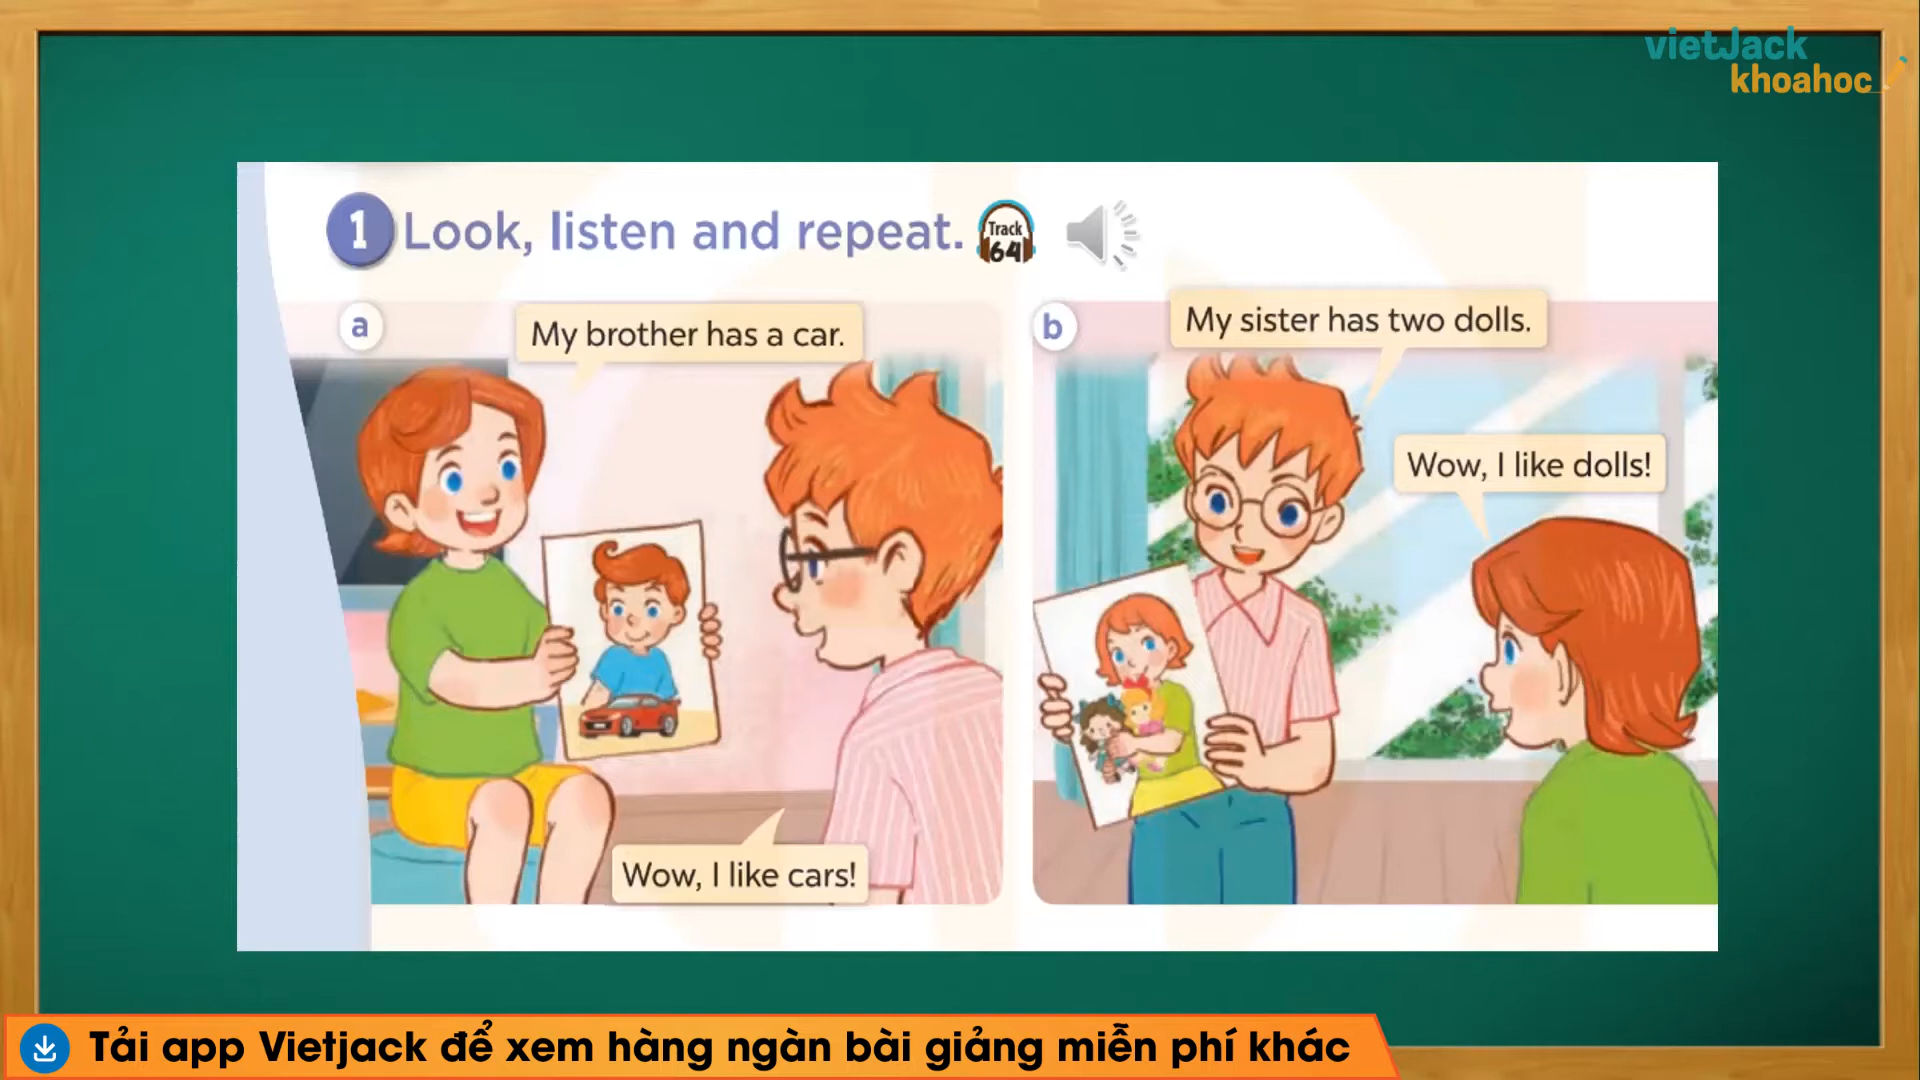 vietJack
khoahoc
1 Look, listen and repeat. Track 64
a
My brother has a car.
Wow, I like cars!
b
My sister has two dolls.
Wow, I like dolls!
Tải app Vietjack để xem hàng ngàn bài giảng miễn phí khác